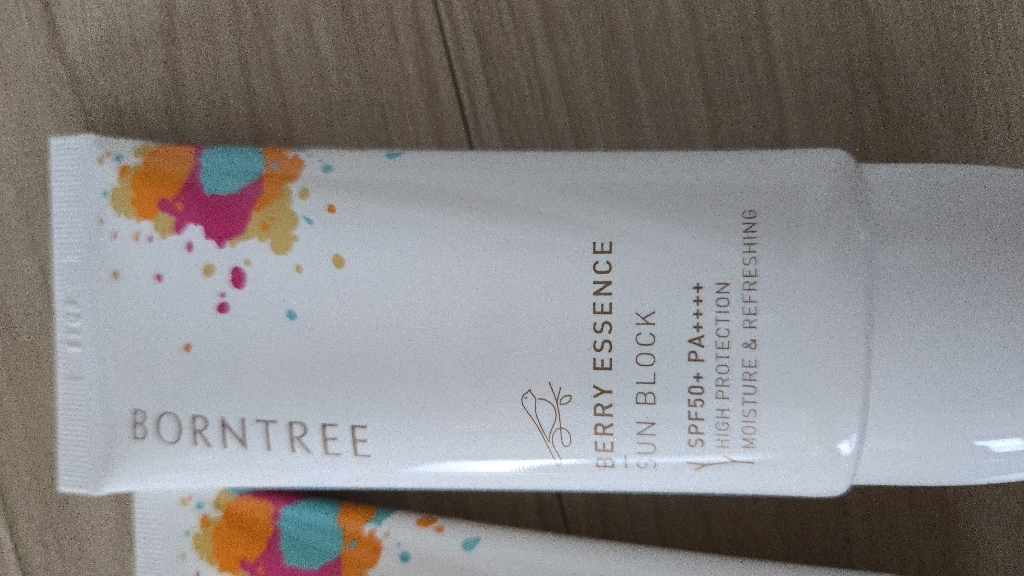 BORNTREE
BERRY ESSENCE
SUN BLOCK
SPF50+ PA++++
HIGH PROTECTION
MOISTURE & REFRESHING